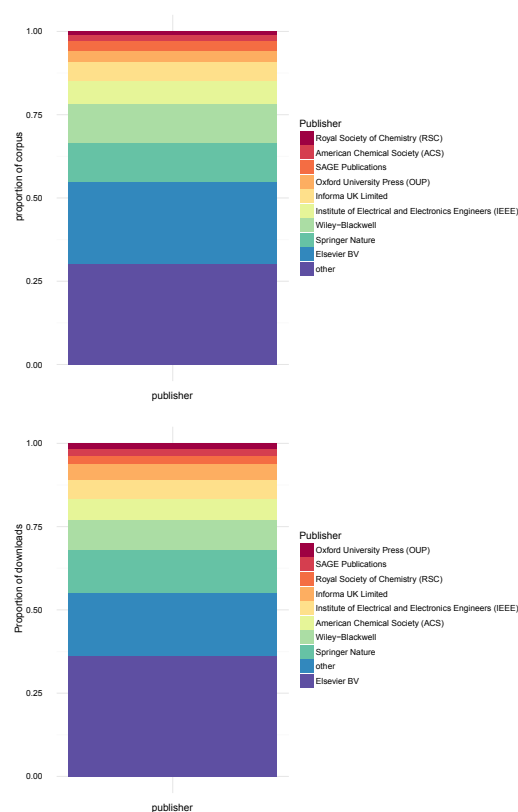 1.00
0.75
0.50
0.25
0.00
proportion of corpus
publisher
Publisher
Royal Society of Chemistry (RSC)
American Chemical Society (ACS)
SAGE Publications
Oxford University Press (OUP)
Informa UK Limited
Institute of Electrical and Electronics Engineers (IEEE)
Wiley−Blackwell
Springer Nature
Elsevier BV
other
1.00
0.75
0.50
0.25
0.00
Proportion of downloads
publisher
Publisher
Oxford University Press (OUP)
SAGE Publications
Royal Society of Chemistry (RSC)
Informa UK Limited
Institute of Electrical and Electronics Engineers (IEEE)
American Chemical Society (ACS)
Wiley−Blackwell
Springer Nature
other
Elsevier BV